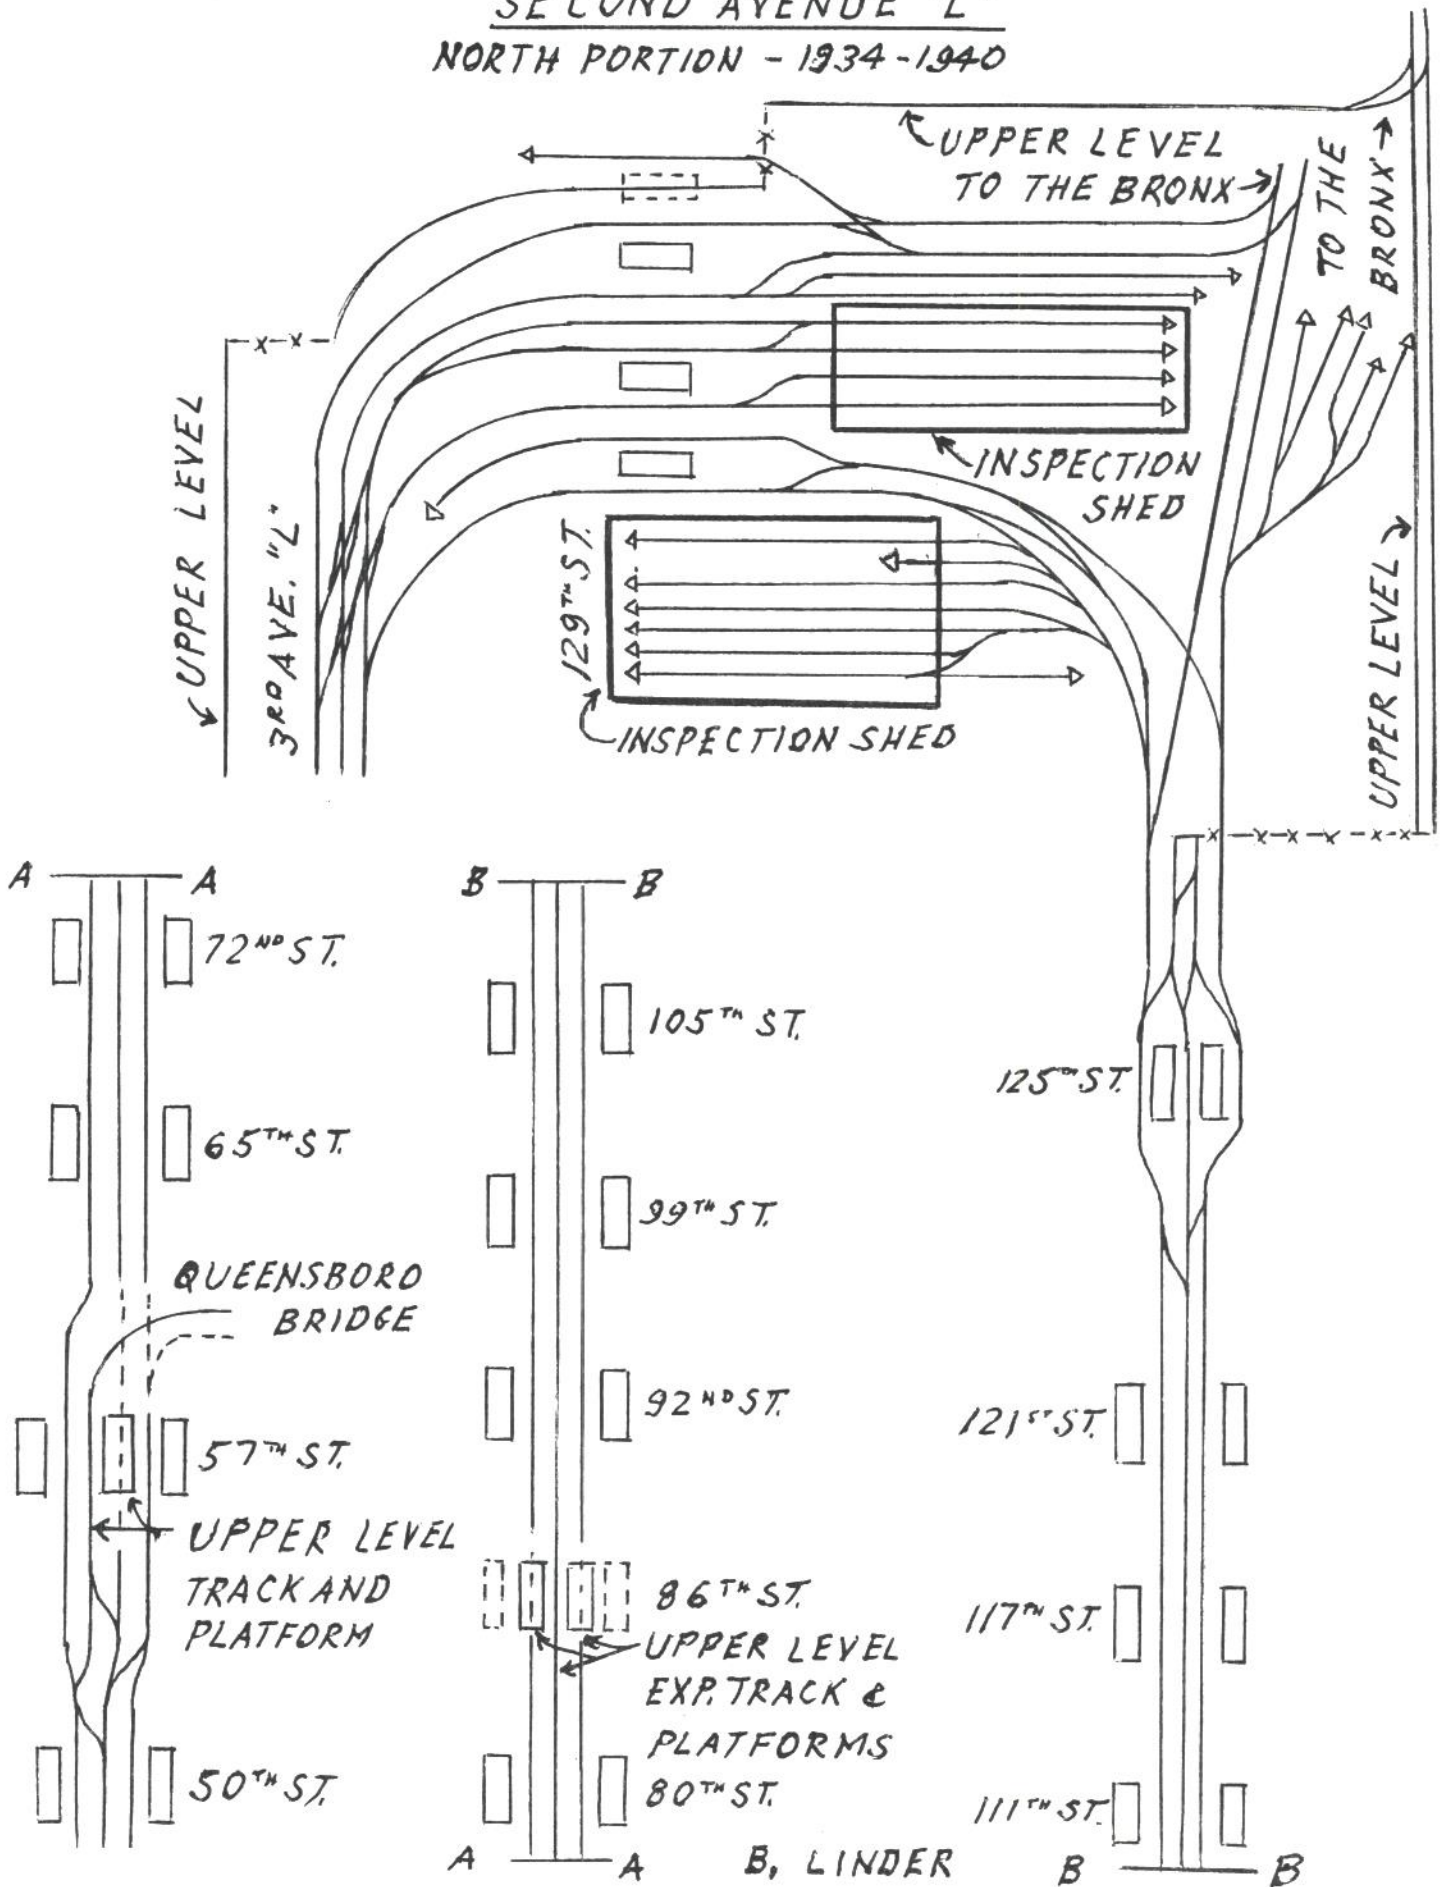 SECOND AVENUE "L"
NORTH PORTION - 1934-1940
UPPER LEVEL
TO THE BRONX
TO THE
BRONX
UPPER LEVEL
3RD AVE. "L"
INSPECTION
SHED
129TH ST.
INSPECTION SHED
UPPER LEVEL
A A
72ND ST.
65TH ST.
QUEENSBORO
BRIDGE
57TH ST.
UPPER LEVEL
TRACK AND
PLATFORM
50TH ST.
B B
105TH ST.
99TH ST.
92ND ST.
86TH ST.
UPPER LEVEL
EXP. TRACK &
PLATFORMS
80TH ST.
A A
B. LINDER
125TH ST.
121ST ST.
117TH ST.
111TH ST.
B B